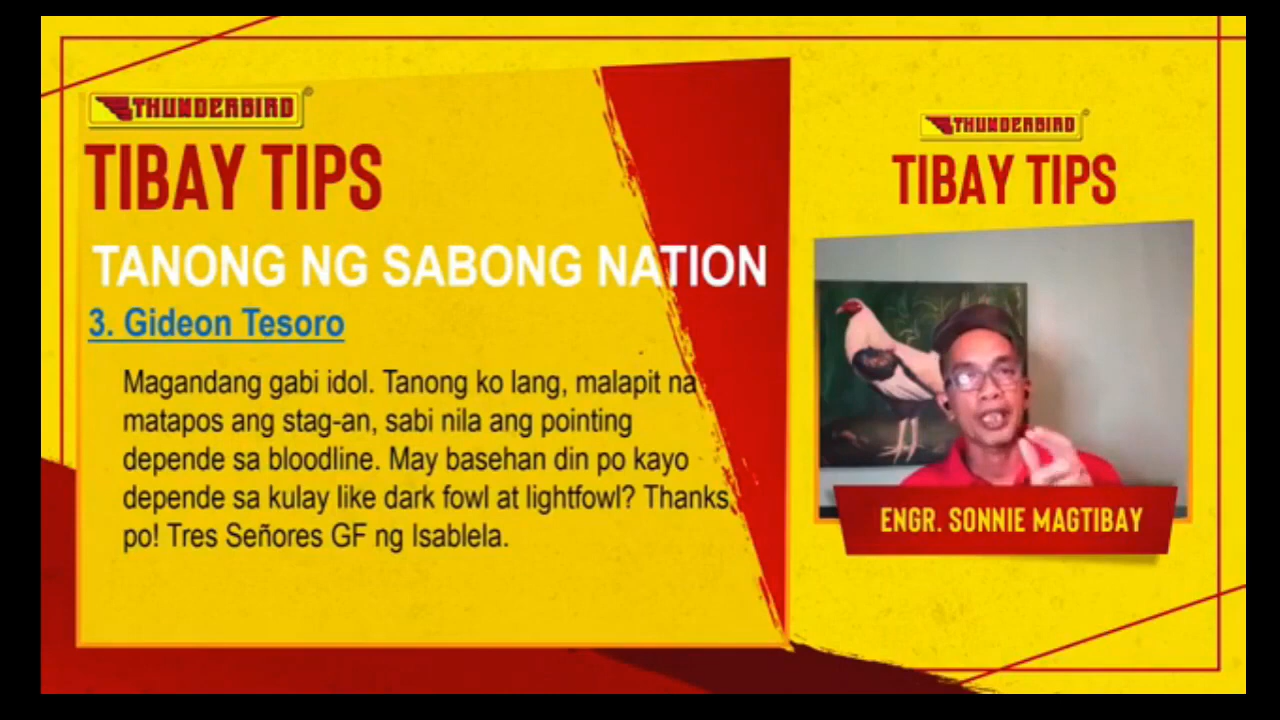 THUNDERBIRD
TIBAY TIPS
TANONG NG SABONG NATION
3. Gideon Tesoro
Magandang gabi idol. Tanong ko lang, malapit na
matapos ang stag-an, sabi nila ang pointing
depende sa bloodline. May basehan din po kayo
depende sa kulay like dark fowl at lightfowl? Thanks
po! Tres Señores GF ng Isablela.
THUNDERBIRD
TIBAY TIPS
ENGR. SONNIE MAGTIBAY